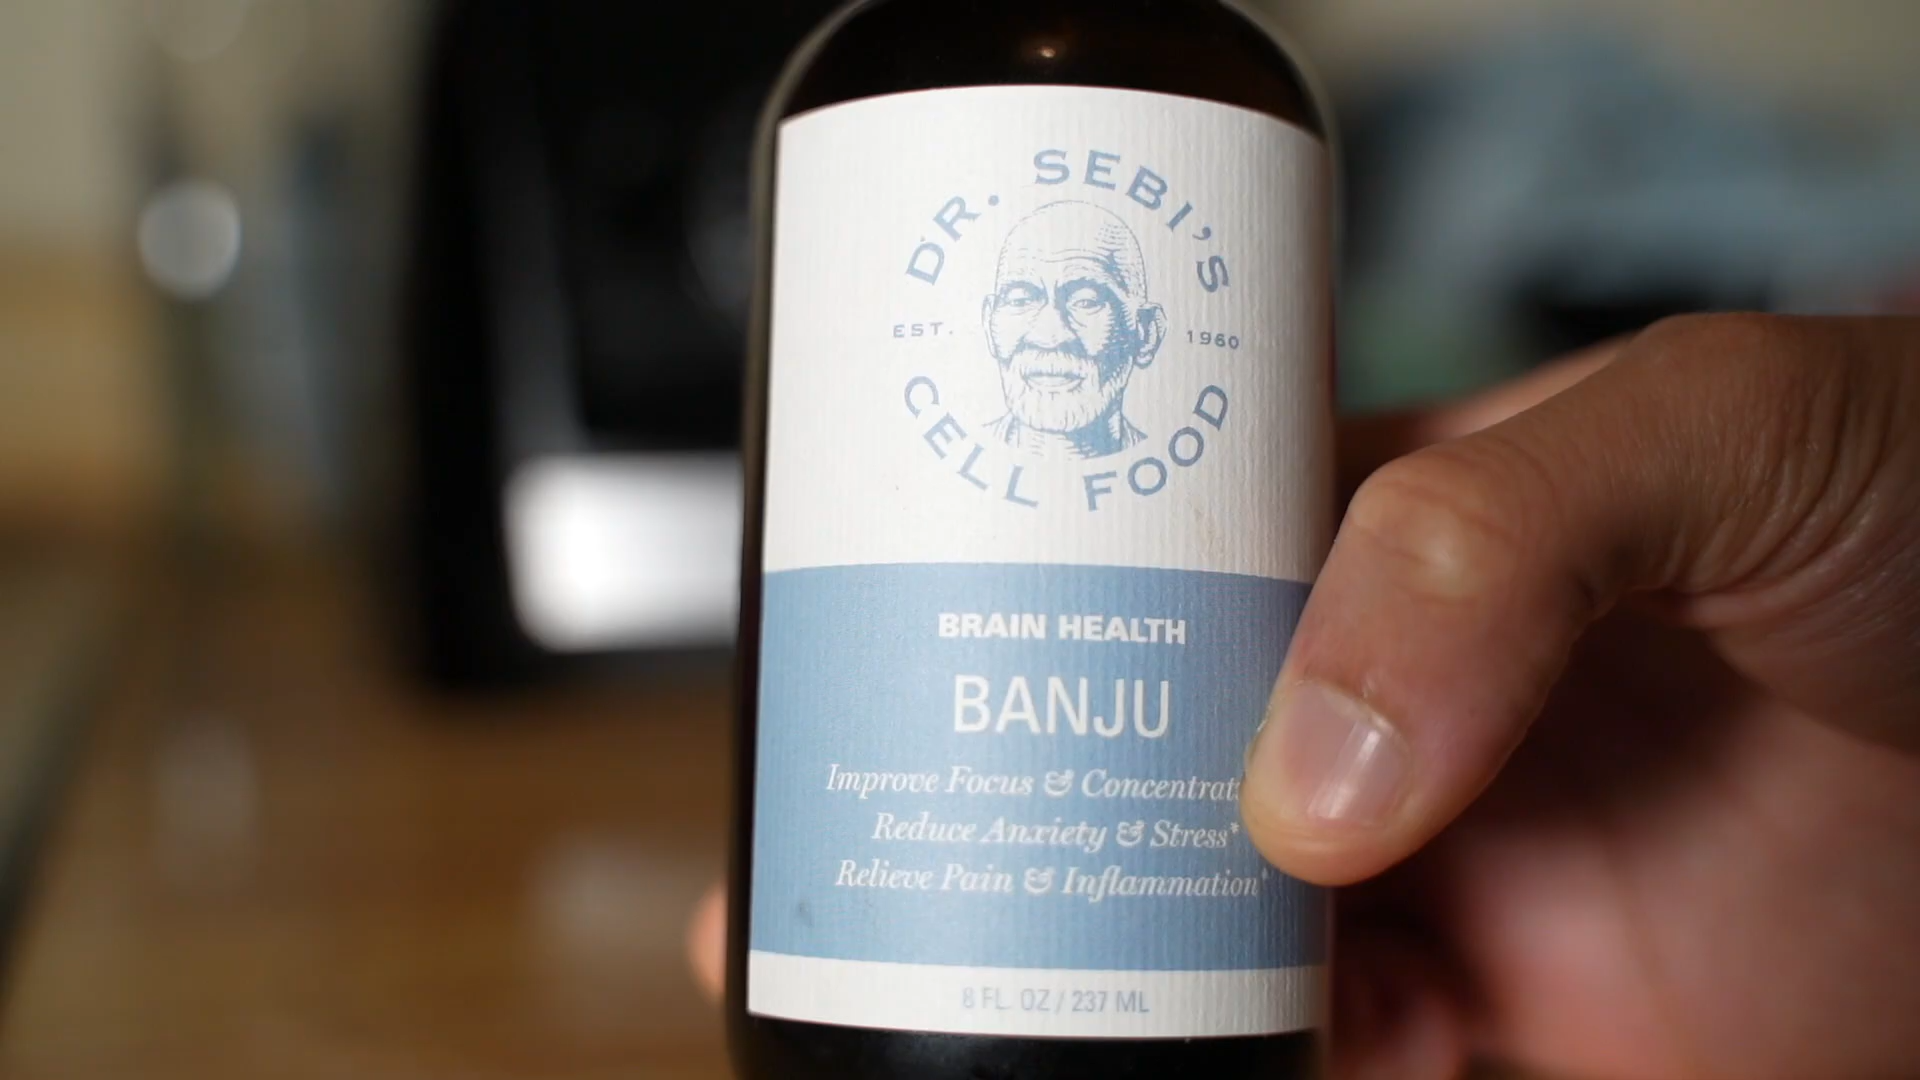 DR. SEBI'S
EST. 1960
CELL FOOD
BRAIN HEALTH
BANJU
Improve Focus &
Reduce Anxiety & Stress*
Relieve Pain & Inflammation*
8 FL. OZ / 237 ML